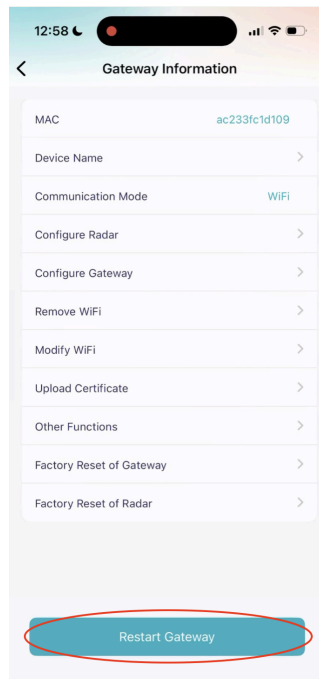 12:58
Gateway Information
MAC ac233fc1d109
Device Name
Communication Mode WiFi
Configure Radar
Configure Gateway
Remove WiFi
Modify WiFi
Upload Certificate
Other Functions
Factory Reset of Gateway
Factory Reset of Radar
Restart Gateway